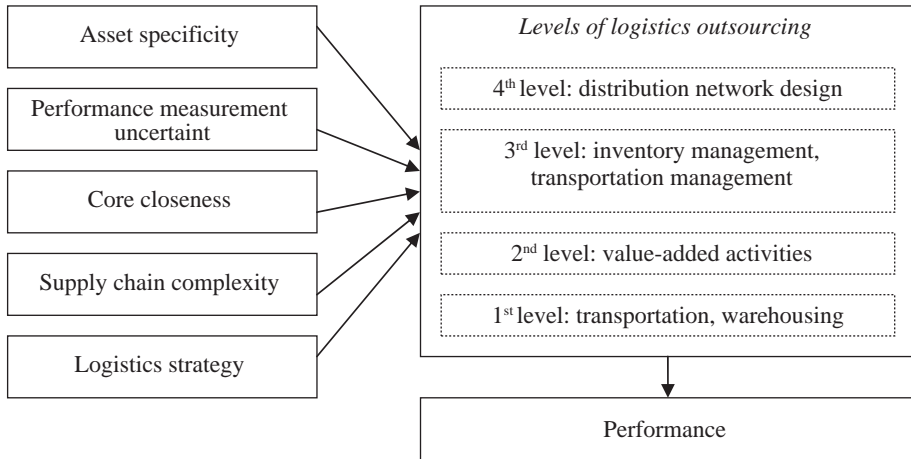 Asset specificity
Performance measurement
uncertaint
Core closeness
Supply chain complexity
Logistics strategy
Levels of logistics outsourcing
4th level: distribution network design
3rd level: inventory management,
transportation management
2nd level: value-added activities
1st level: transportation, warehousing
Performance